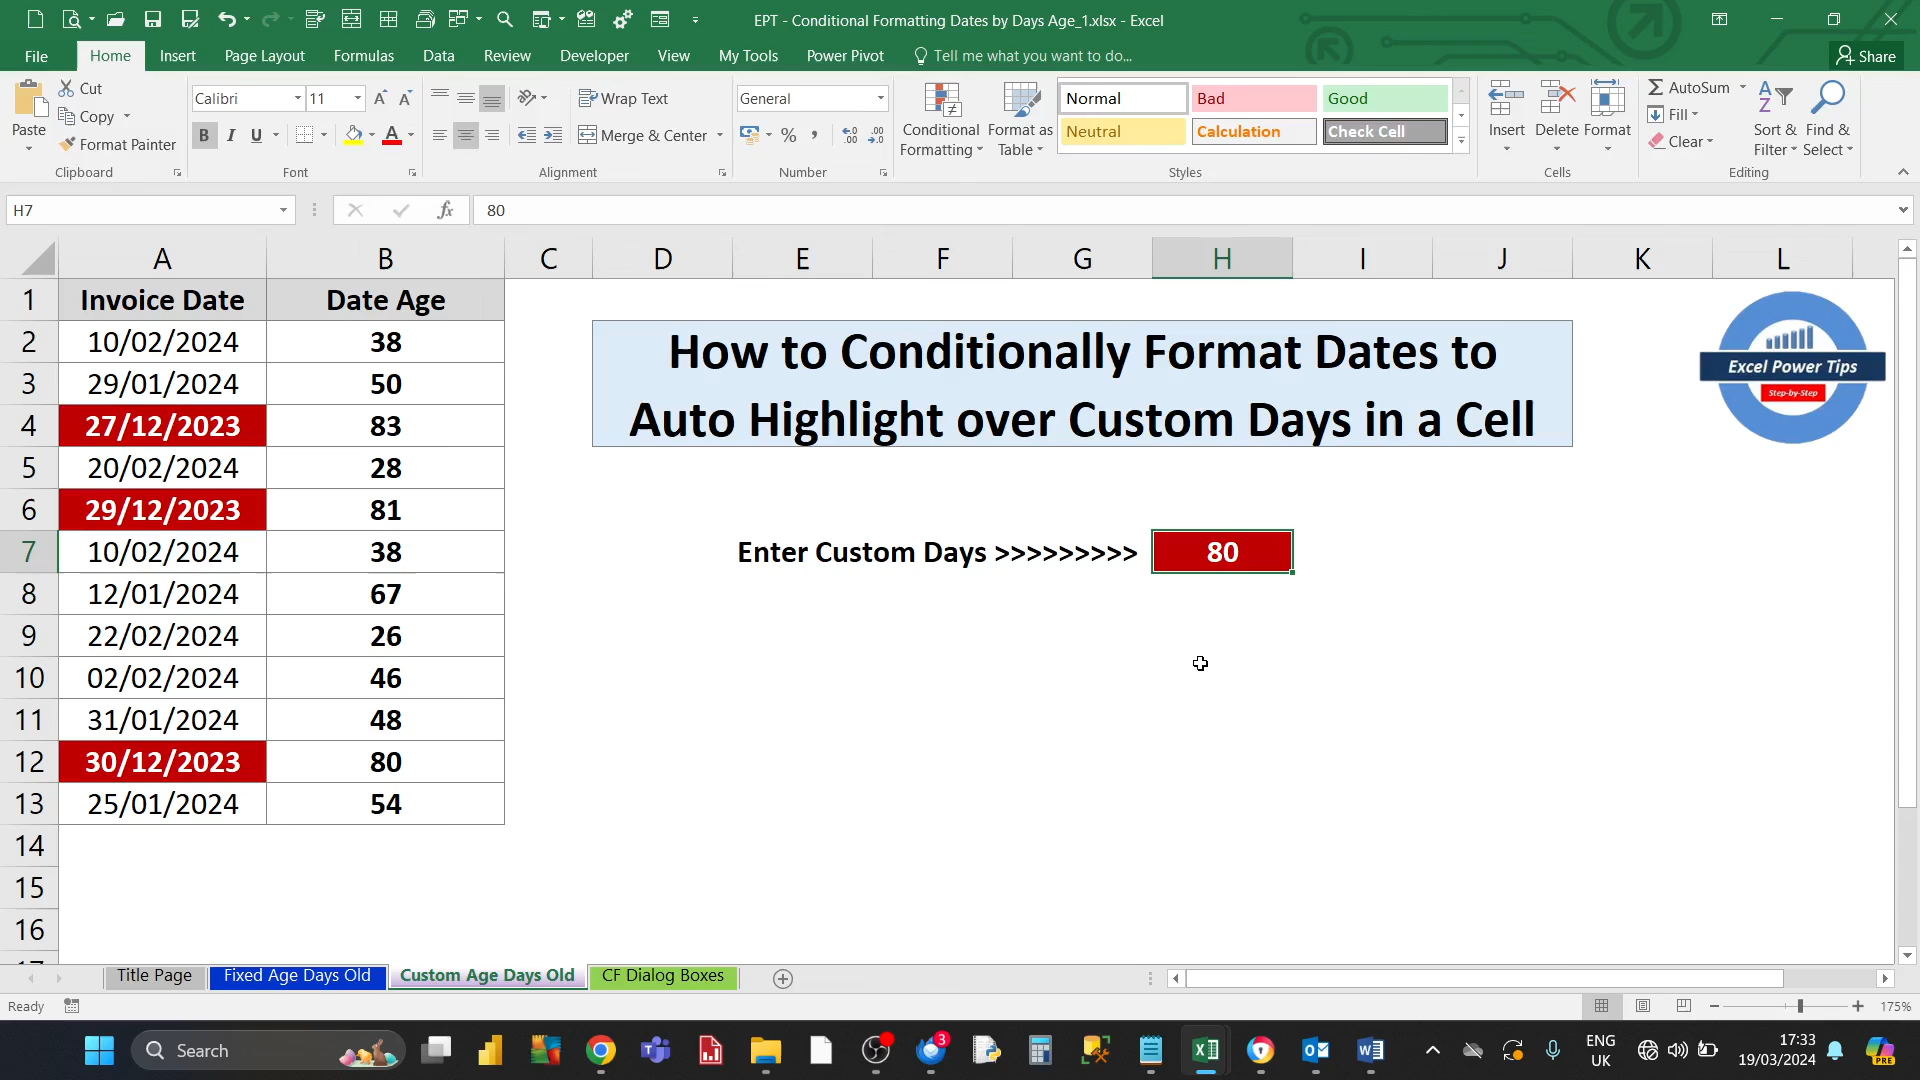 EPT - Conditional Formatting Dates by Days Age_1.xlsx - Excel
File Home Insert Page Layout Formulas Data Review Developer View My Tools Power Pivot Tell me what you want to do... Share
Paste
Cut
Copy
Format Painter
Clipboard
Calibri 11
B I U A
Font
Wrap Text
Merge & Center
Alignment
General
%
Number
Conditional Formatting
Format as Table
Normal Bad Good
Neutral Calculation Check Cell
Styles
Insert Delete Format
Cells
AutoSum
Fill
Clear
Sort & Filter
Find & Select
Editing
H7 fx 80
A B C D E F G H I J K L
1 Invoice Date Date Age
2 10/02/2024 38
3 29/01/2024 50
4 27/12/2023 83
5 20/02/2024 28
6 29/12/2023 81
7 10/02/2024 38
8 12/01/2024 67
9 22/02/2024 26
10 02/02/2024 46
11 31/01/2024 48
12 30/12/2023 80
13 25/01/2024 54
14
15
16
17
How to Conditionally Format Dates to
Auto Highlight over Custom Days in a Cell
Enter Custom Days >>>>>>>>> 80
Excel Power Tips
Step-by-Step
Title Page Fixed Age Days Old Custom Age Days Old CF Dialog Boxes
Ready 175%
Search
3
ENG
UK
17:33
19/03/2024
PRE